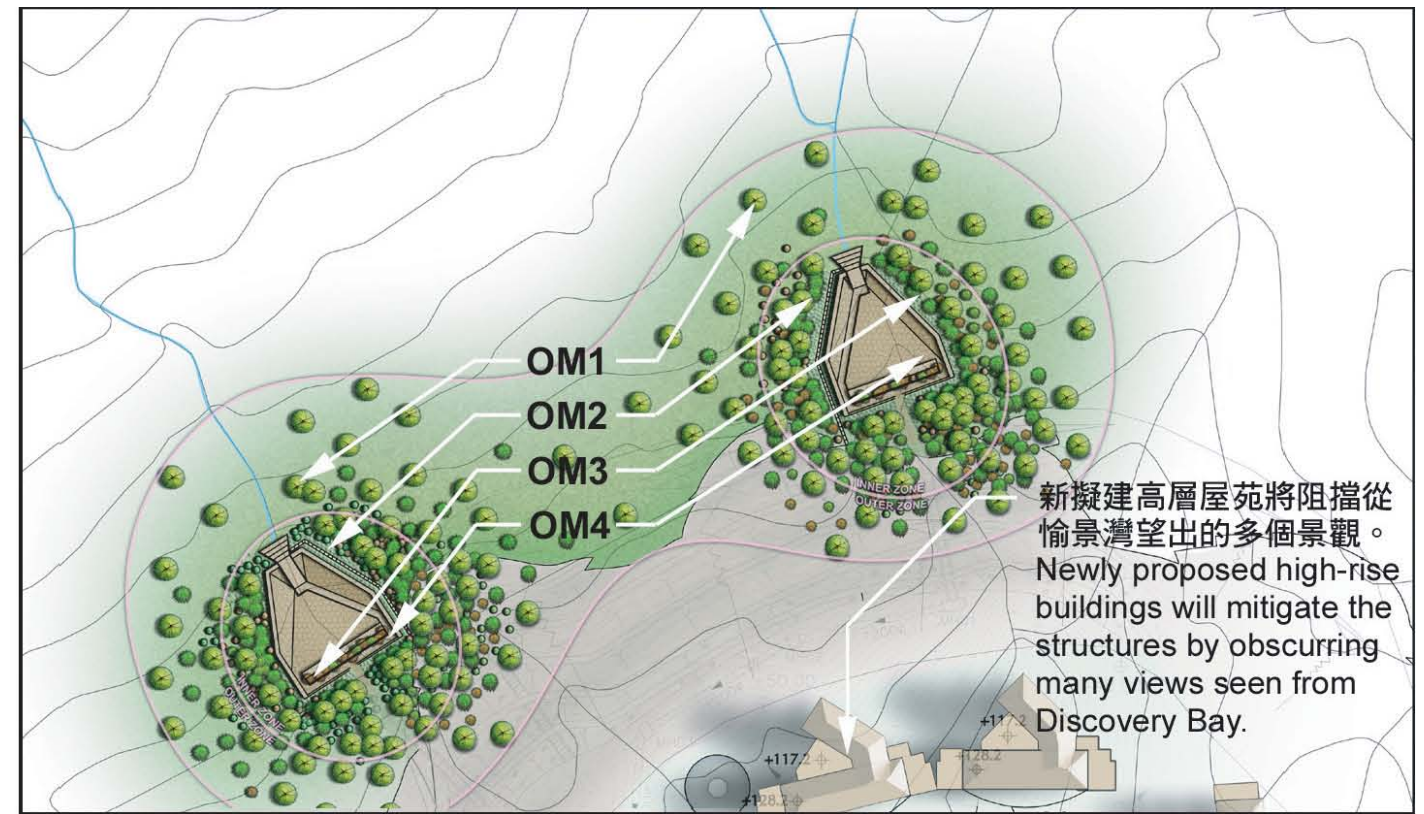 OM1
OM2
OM3
OM4
INNER ZONE
OUTER ZONE
新擬建高層屋苑將阻擋從
愉景灣望出的多個景觀。
Newly proposed high-rise
buildings will mitigate the
structures by obscurring
many views seen from
Discovery Bay.
INNER ZONE
OUTER ZONE
+117.2
+117.2
+128.2
+128.2